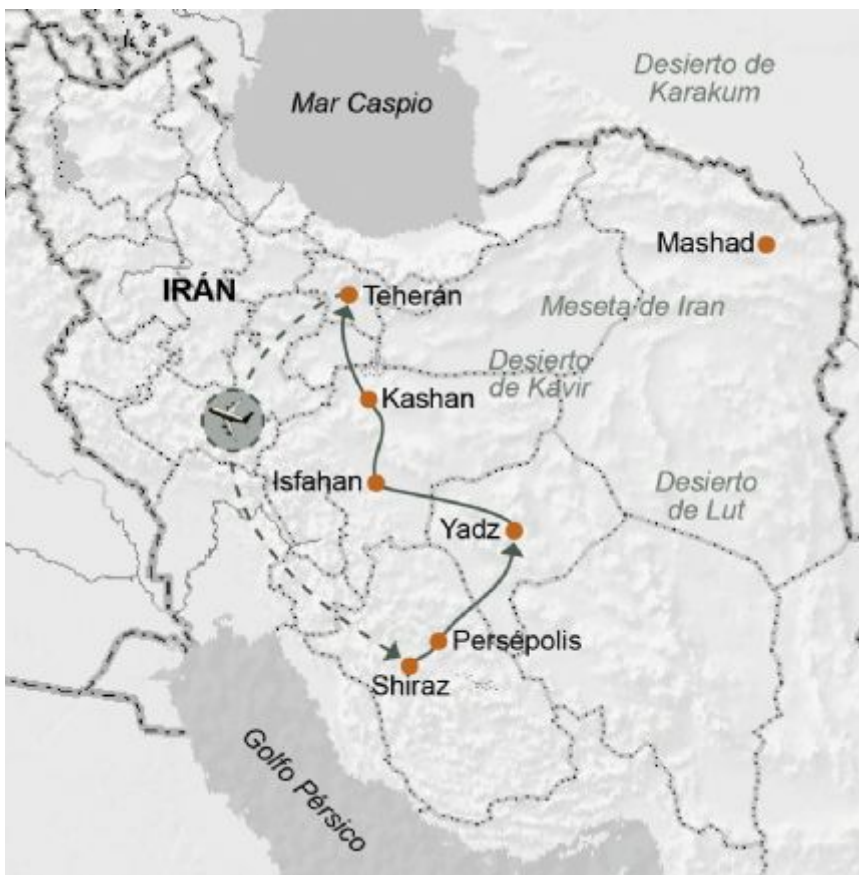 Desierto de
Karakum
Mar Caspio
Mashad
IRÁN
Teherán
Meseta de Iran
Desierto
de Kavir
Kashan
Isfahan
Desierto
de Lut
Yadz
Persépolis
Shiraz
Golfo Pérsico